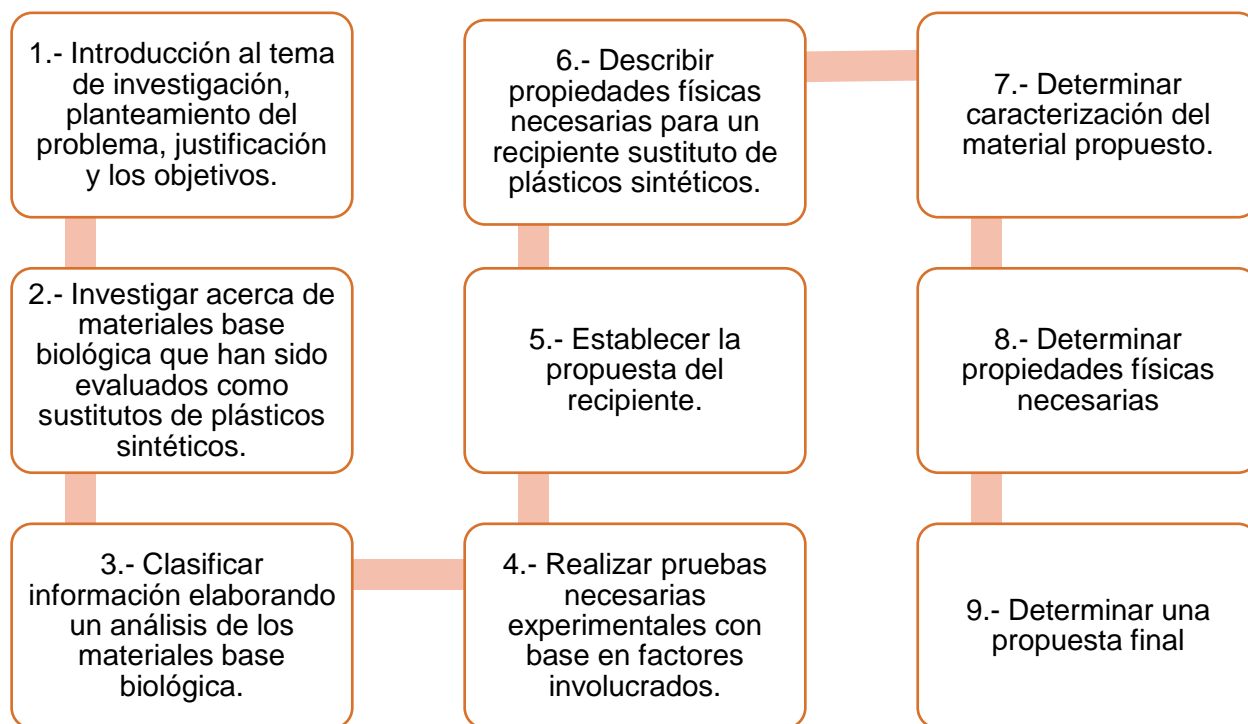 1.- Introducción al tema
de investigación,
planteamiento del
problema, justificación
y los objetivos.
2.- Investigar acerca de
materiales base
biológica que han sido
evaluados como
sustitutos de plásticos
sintéticos.
3.- Clasificar
información elaborando
un análisis de los
materiales base
biológica.
4.- Realizar pruebas
necesarias
experimentales con
base en factores
involucrados.
5.- Establecer la
propuesta del
recipiente.
6.- Describir
propiedades físicas
necesarias para un
recipiente sustituto de
plásticos sintéticos.
7.- Determinar
caracterización del
material propuesto.
8.- Determinar
propiedades físicas
necesarias
9.- Determinar una
propuesta final